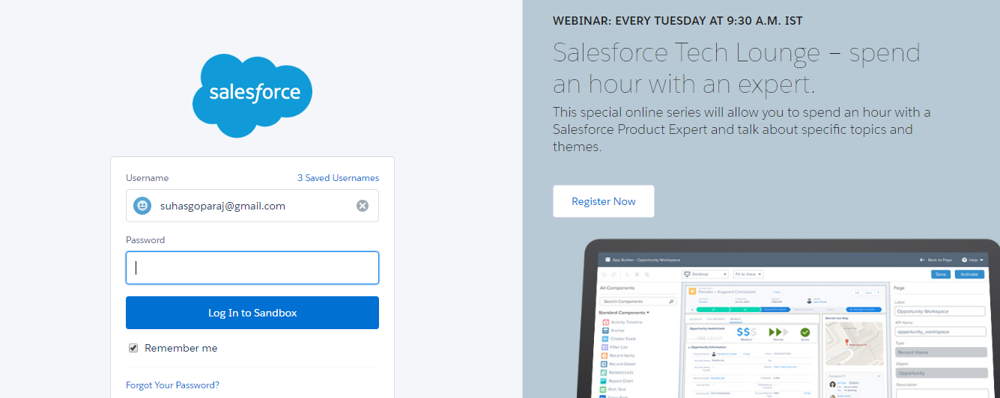 salesforce
Username
3 Saved Usernames
suhasgoparaj@gmail.com
Password
Log In to Sandbox
Remember me
Forgot Your Password?
WEBINAR: EVERY TUESDAY AT 9:30 A.M. IST
Salesforce Tech Lounge – spend
an hour with an expert.
This special online series will allow you to spend an hour with a
Salesforce Product Expert and talk about specific topics and
themes.
Register Now
App Builder - Opportunity Workspace
Back to Page
Help
Desktop
Fit to View
Save
Activate
All Components
Search Components
Standard Components
Activity Timeline
Anchor
Chatter Feed
Filter List
Recent Items
Record Detail
Related Lists
Report Chart
Rich Text
Presidio + Angpoint Connectors
DETAILS
Opportunity Healthcheck
Medium
Normal
Active
Opportunity Information
Page
Label
Opportunity Workspace
API Name
opportunity_workspace
Type
Record Home
Object
Opportunity
Description